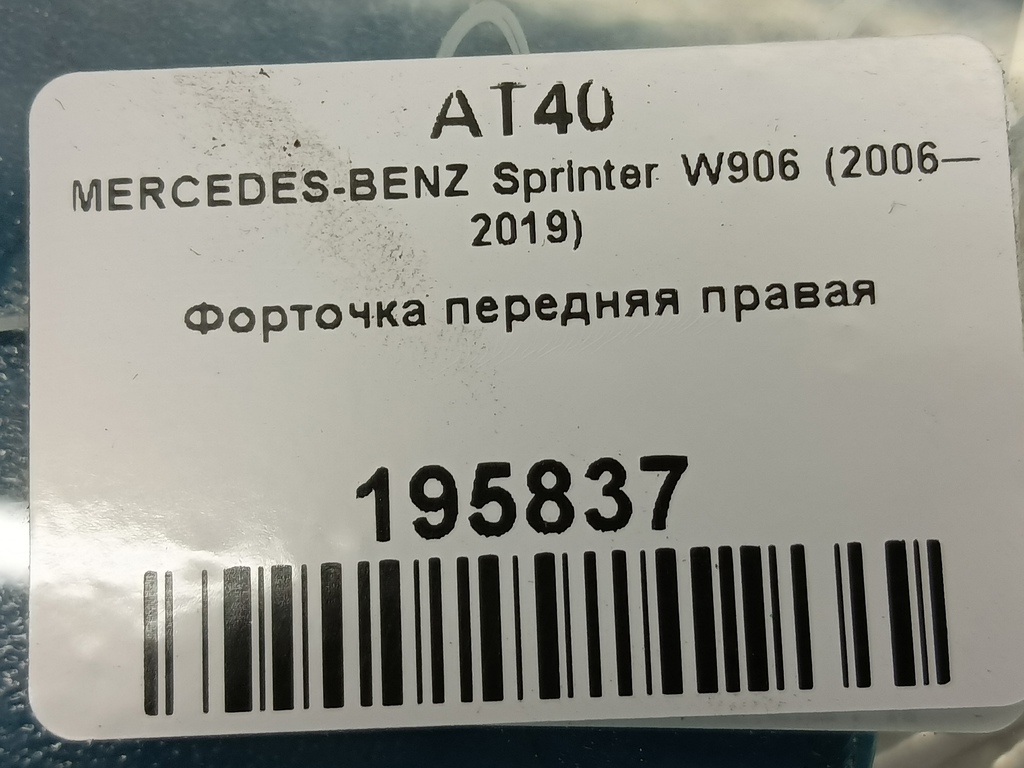 AT40
MERCEDES-BENZ Sprinter W906 (2006—
2019)
Форточка передняя правая
195837